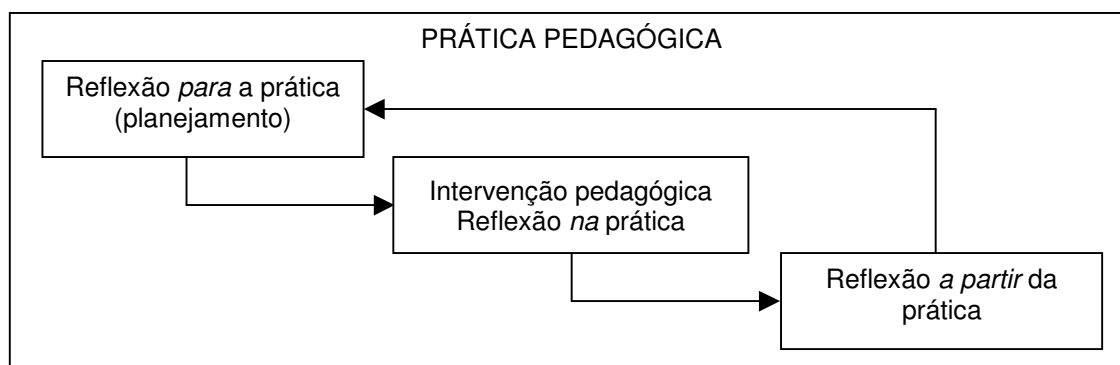 PRÁTICA PEDAGÓGICA
Reflexão para a prática
(planejamento)
Intervenção pedagógica
Reflexão na prática
Reflexão a partir da
prática